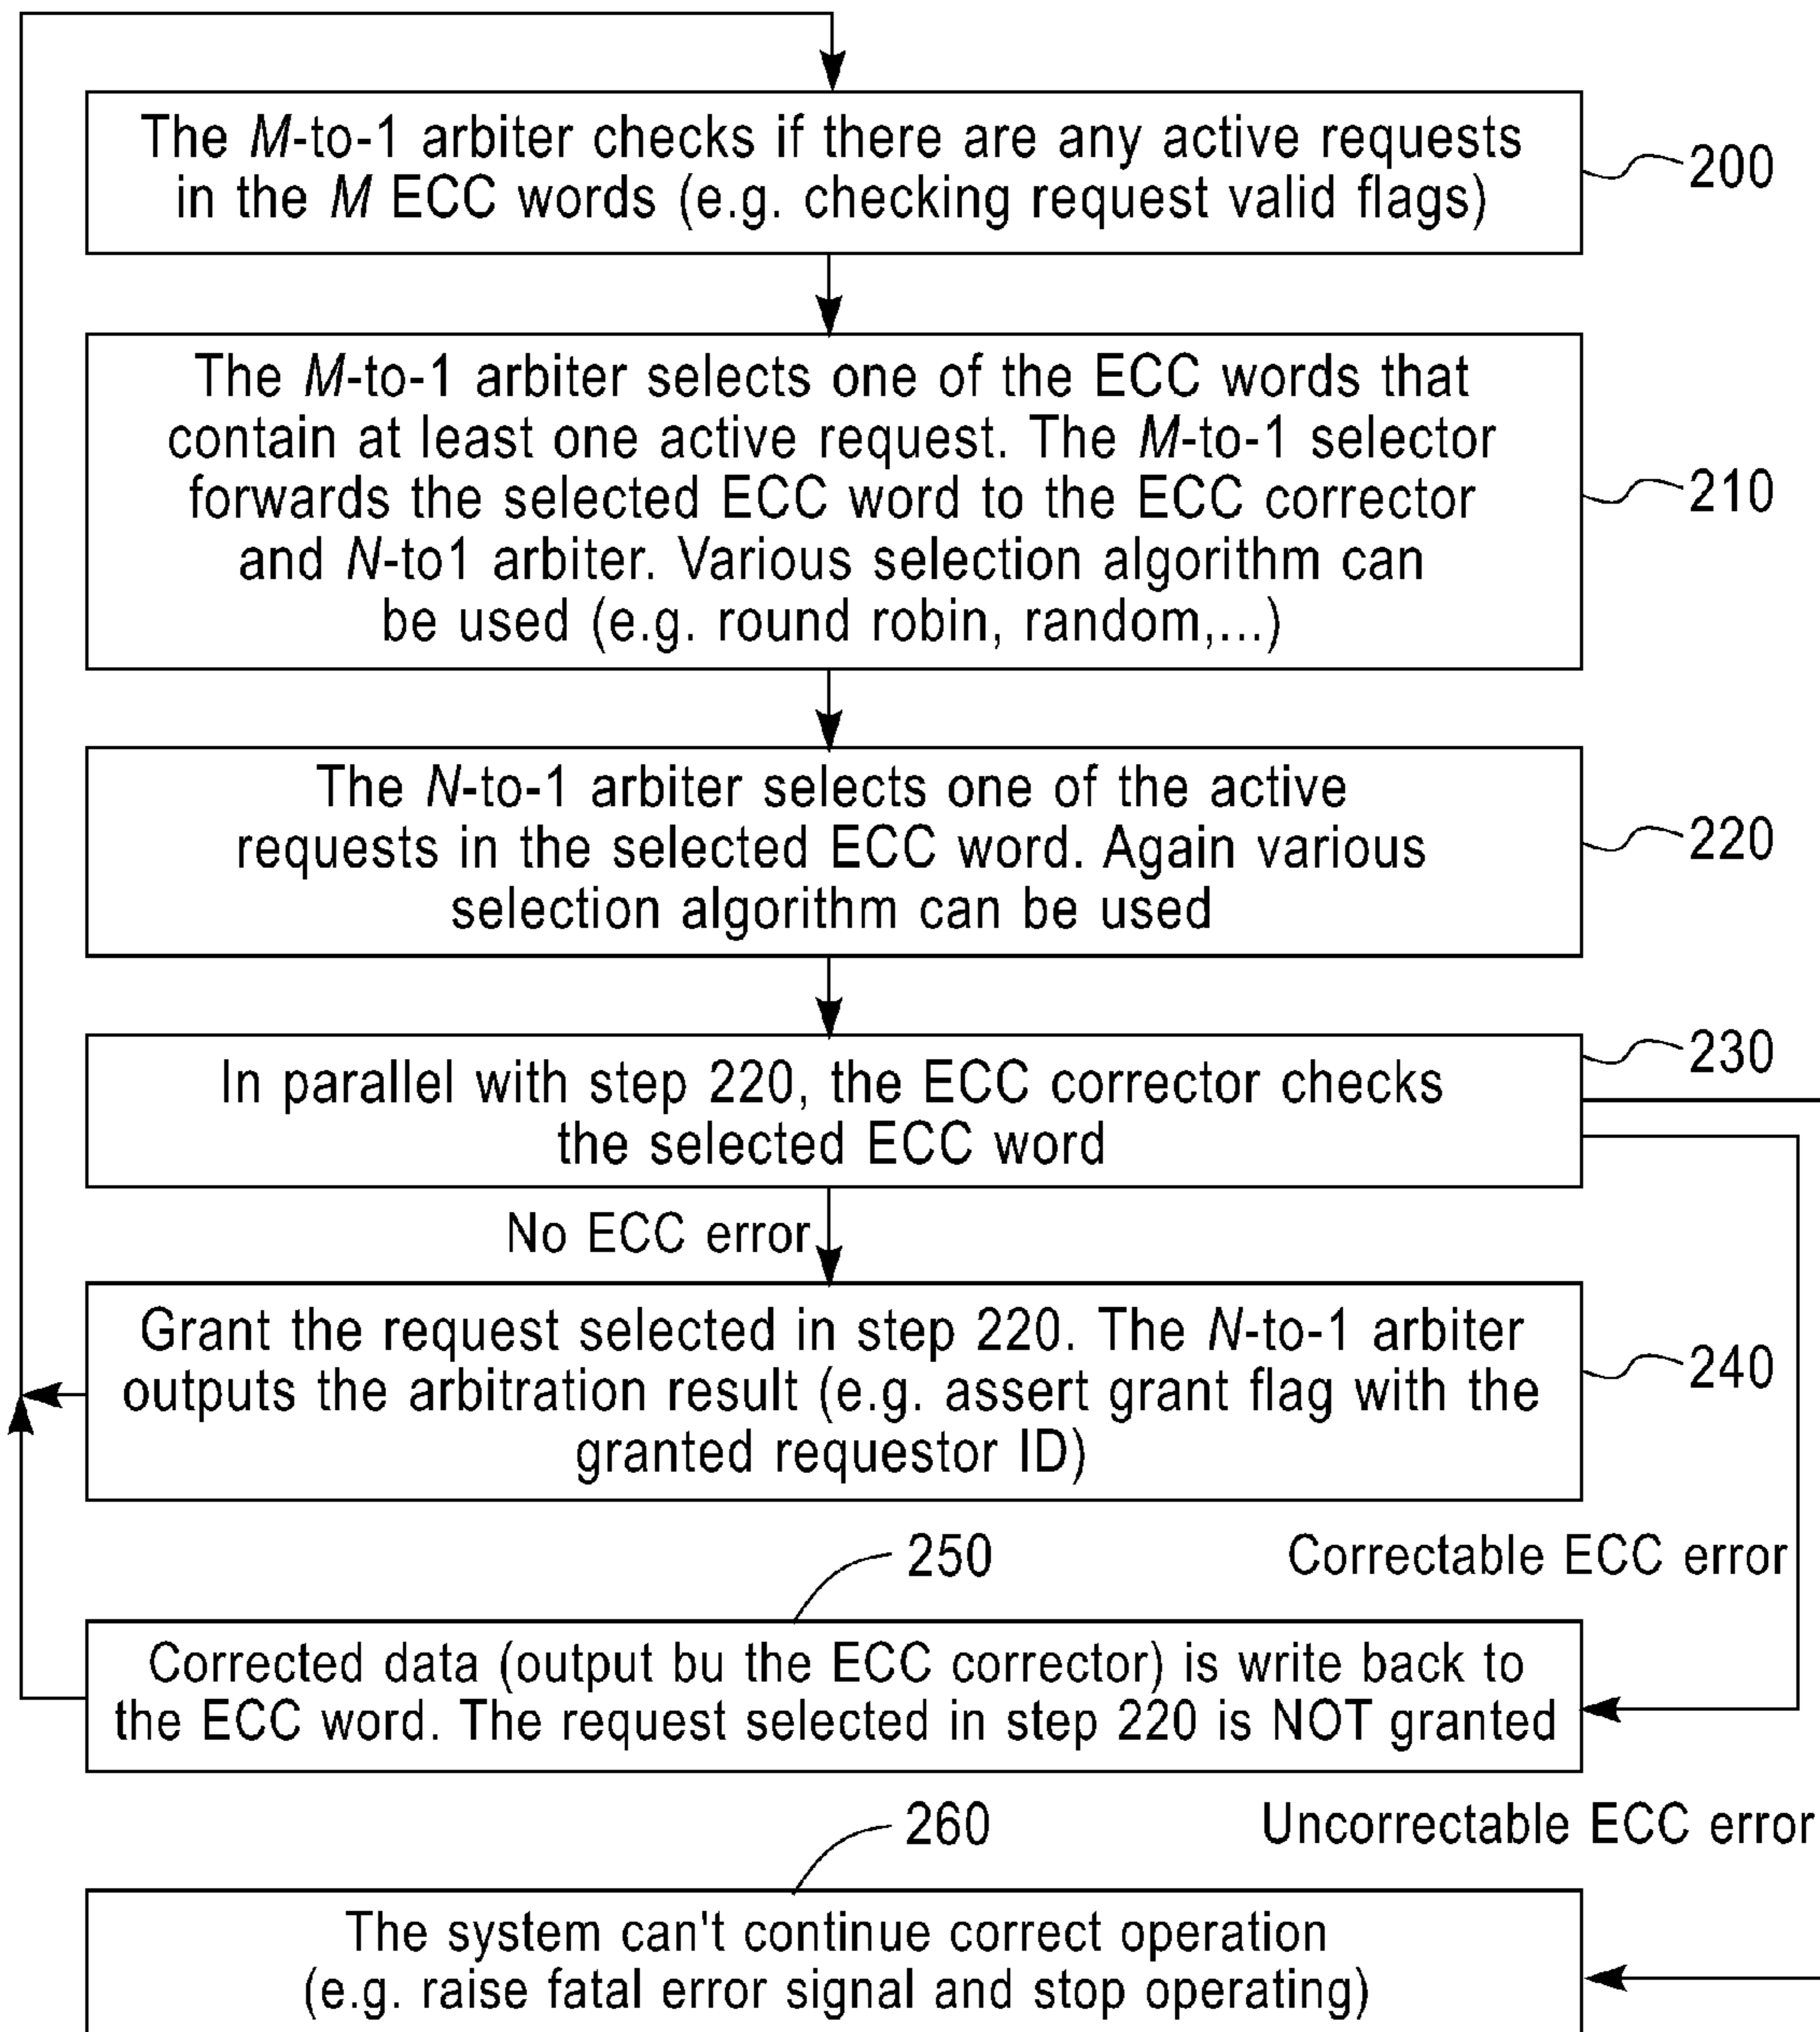 The M-to-1 arbiter checks if there are any active requests
in the M ECC words (e.g. checking request valid flags)
200
The M-to-1 arbiter selects one of the ECC words that
contain at least one active request. The M-to-1 selector
forwards the selected ECC word to the ECC corrector
and N-to1 arbiter. Various selection algorithm can
be used (e.g. round robin, random,...)
210
The N-to-1 arbiter selects one of the active
requests in the selected ECC word. Again various
selection algorithm can be used
220
In parallel with step 220, the ECC corrector checks
the selected ECC word
230
No ECC error
Grant the request selected in step 220. The N-to-1 arbiter
outputs the arbitration result (e.g. assert grant flag with the
granted requestor ID)
240
250
Correctable ECC error
Corrected data (output bu the ECC corrector) is write back to
the ECC word. The request selected in step 220 is NOT granted
260
Uncorrectable ECC error
The system can't continue correct operation
(e.g. raise fatal error signal and stop operating)